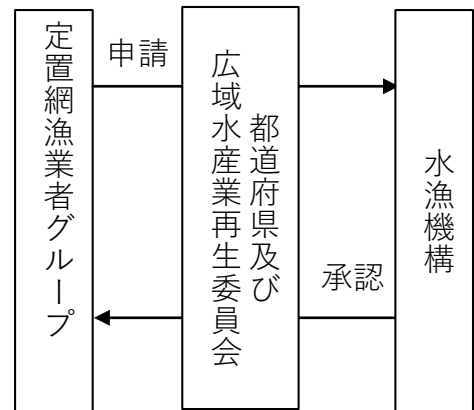 定置網漁業者グループ
申請
都道府県及び
広域水産業再生委員会
承認
水漁機構